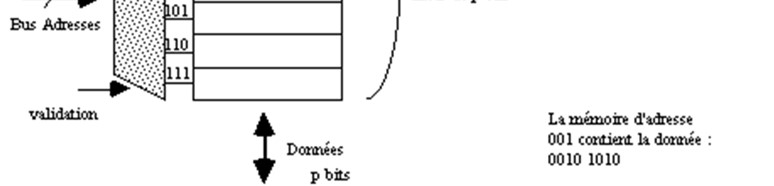 101
Bus Adresses
110
111
validation
La mémoire d'adresse
001 contient la donnée :
0010 1010
Données
p bits